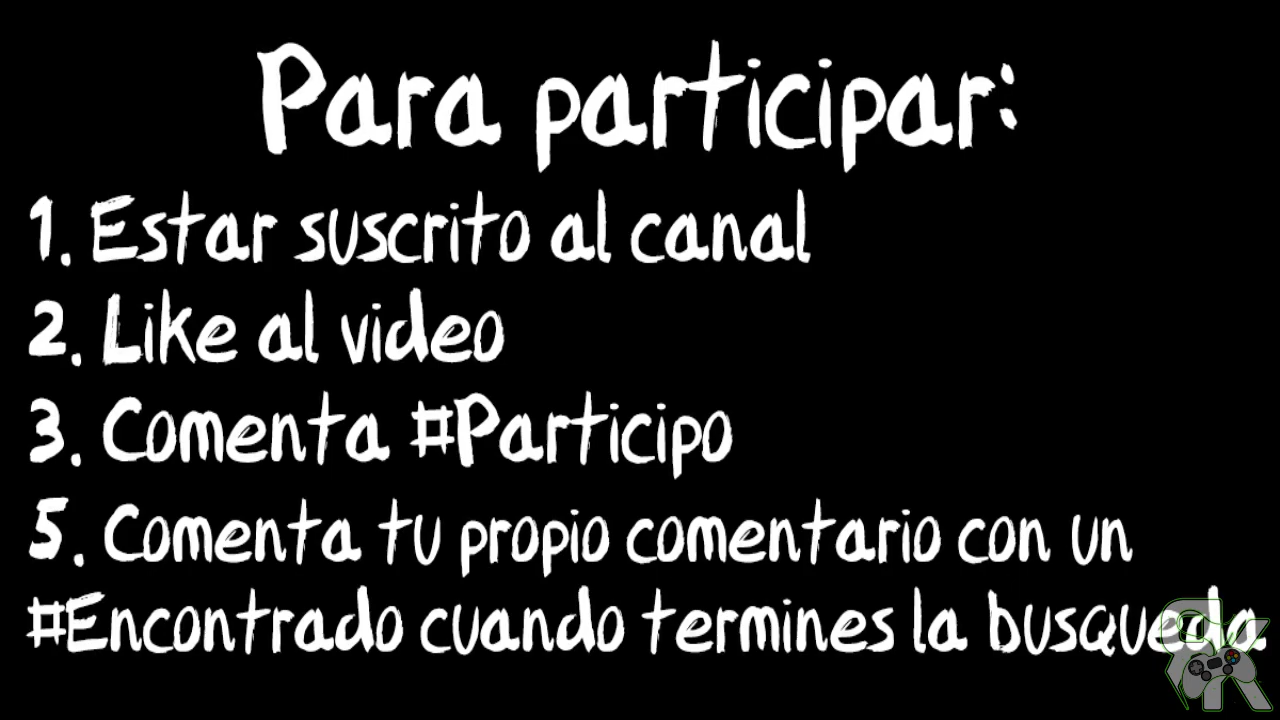 Para participar:
1. Estar suscrito al canal
2. Like al video
3. Comenta #Participo
5. Comenta tu propio comentario con un
#Encontrado cuando termines la busqueda